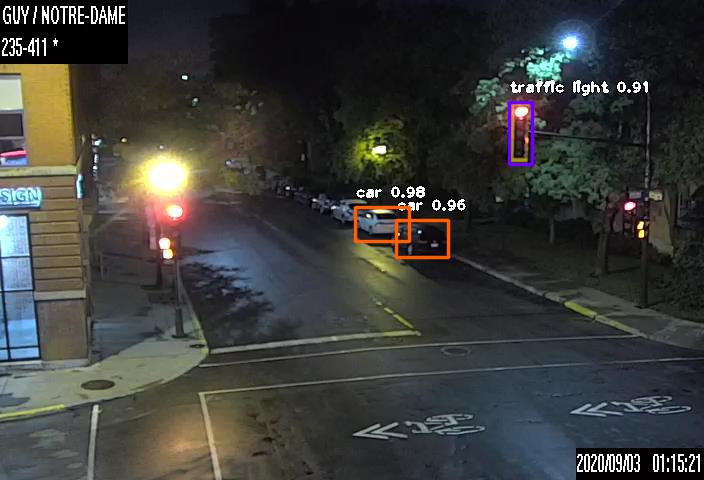 GUY / NOTRE-DAME
235-411 *
traffic light 0.91
SIGN
car 0.98
car 0.96
2020/09/03 01:15:21